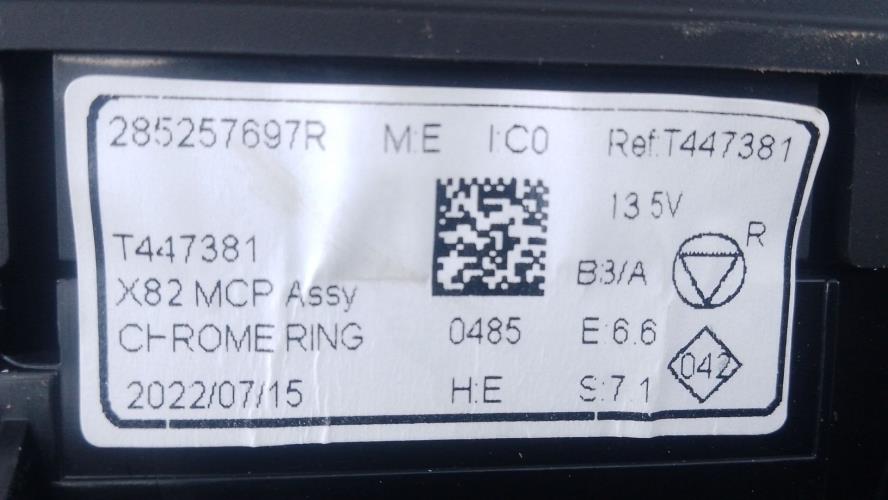 285257697R M:E I:C0 Ref:T447381
13.5V
T447381 R
X82 MCP Assy B3/A
CHROME RING 0485 E:6.6
042
2022/07/15 H:E S:7.1